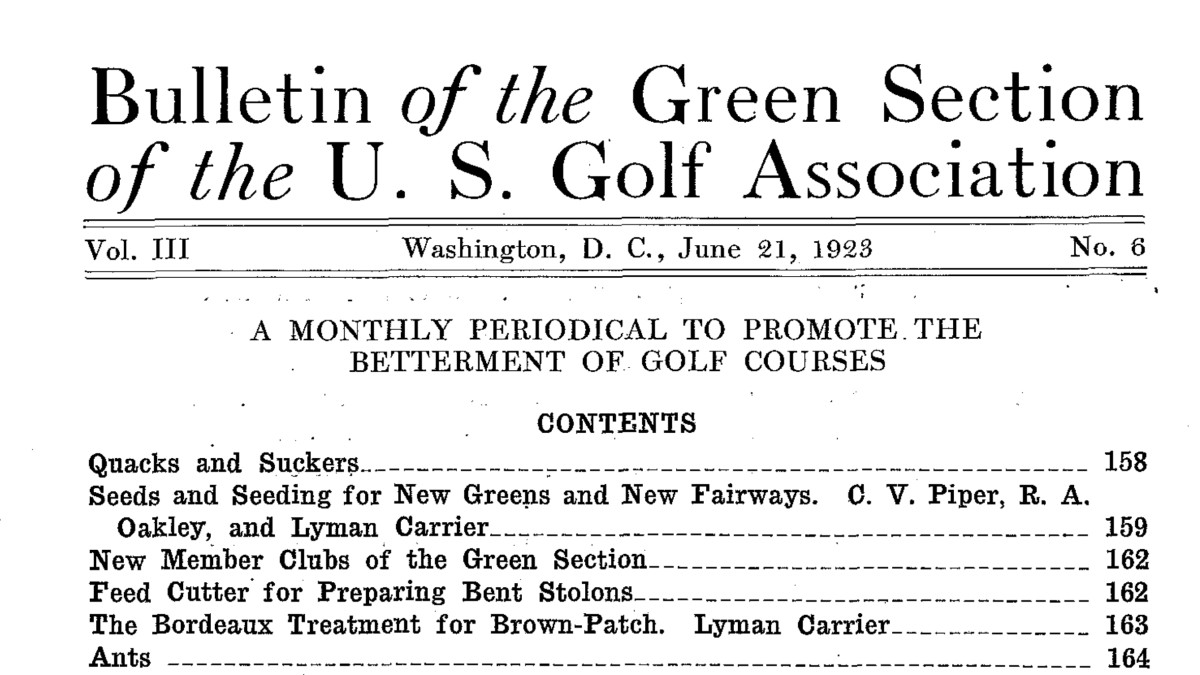 Bulletin of the Green Section
of the U. S. Golf Association
Vol. III Washington, D. C., June 21, 1923 No. 6
A MONTHLY PERIODICAL TO PROMOTE THE
BETTERMENT OF GOLF COURSES
CONTENTS
Quacks and Suckers 158
Seeds and Seeding for New Greens and New Fairways. C. V. Piper, R. A.
Oakley, and Lyman Carrier 159
New Member Clubs of the Green Section 162
Feed Cutter for Preparing Bent Stolons 162
The Bordeaux Treatment for Brown-Patch. Lyman Carrier 163
Ants 164